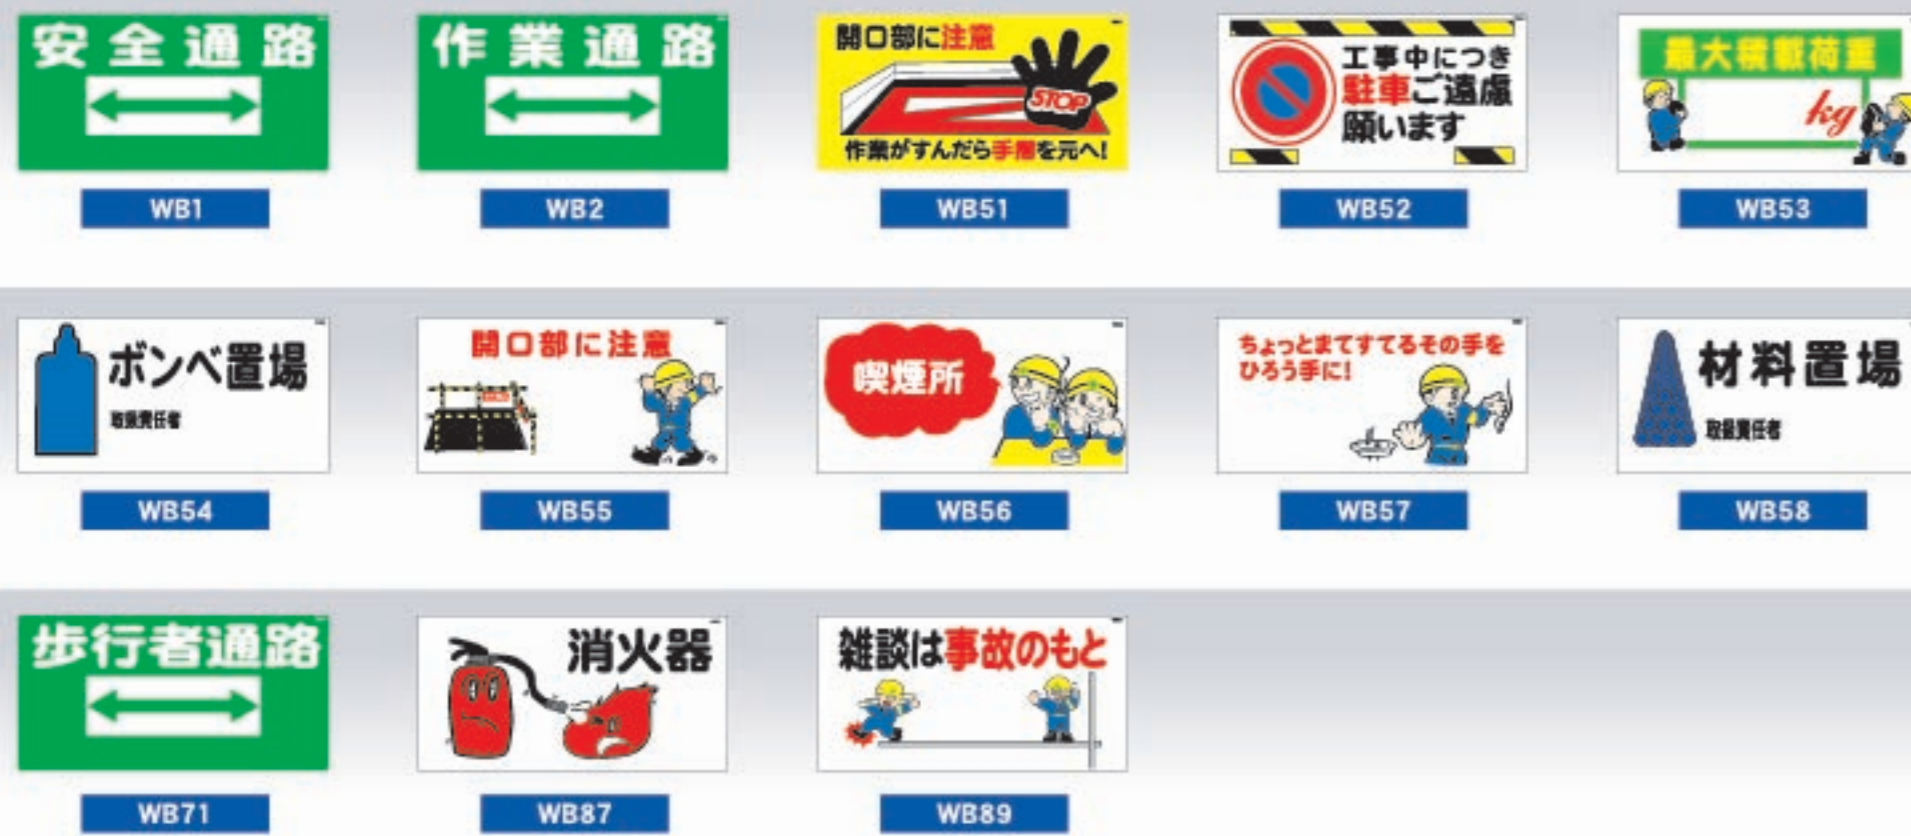 安全通路
作業通路
開口部に注意
STOP
作業がすんだら手摺を元へ!
工事中につき
駐車ご遠慮
願います
最大積載荷重
kg
WB1
WB2
WB51
WB52
WB53
ボンベ置場
取扱責任者
開口部に注意
喫煙所
ちょっとまてすてるその手を
ひろう手に!
材料置場
取扱責任者
WB54
WB55
WB56
WB57
WB58
歩行者通路
消火器
雑談は事故のもと
WB71
WB87
WB89